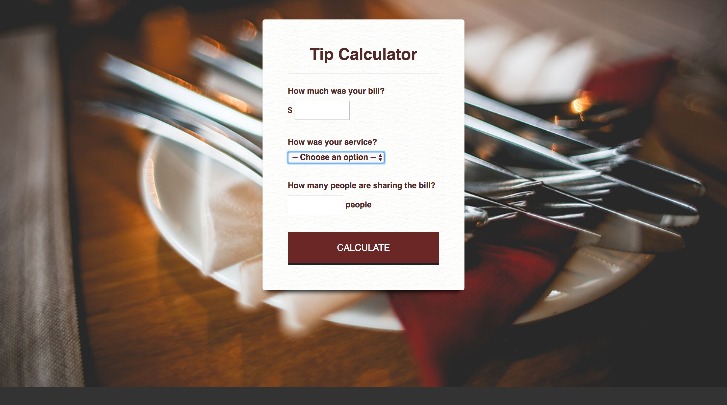 Tip Calculator
How much was your bill?
$
How was your service?
-- Choose an option --
How many people are sharing the bill?
people
CALCULATE